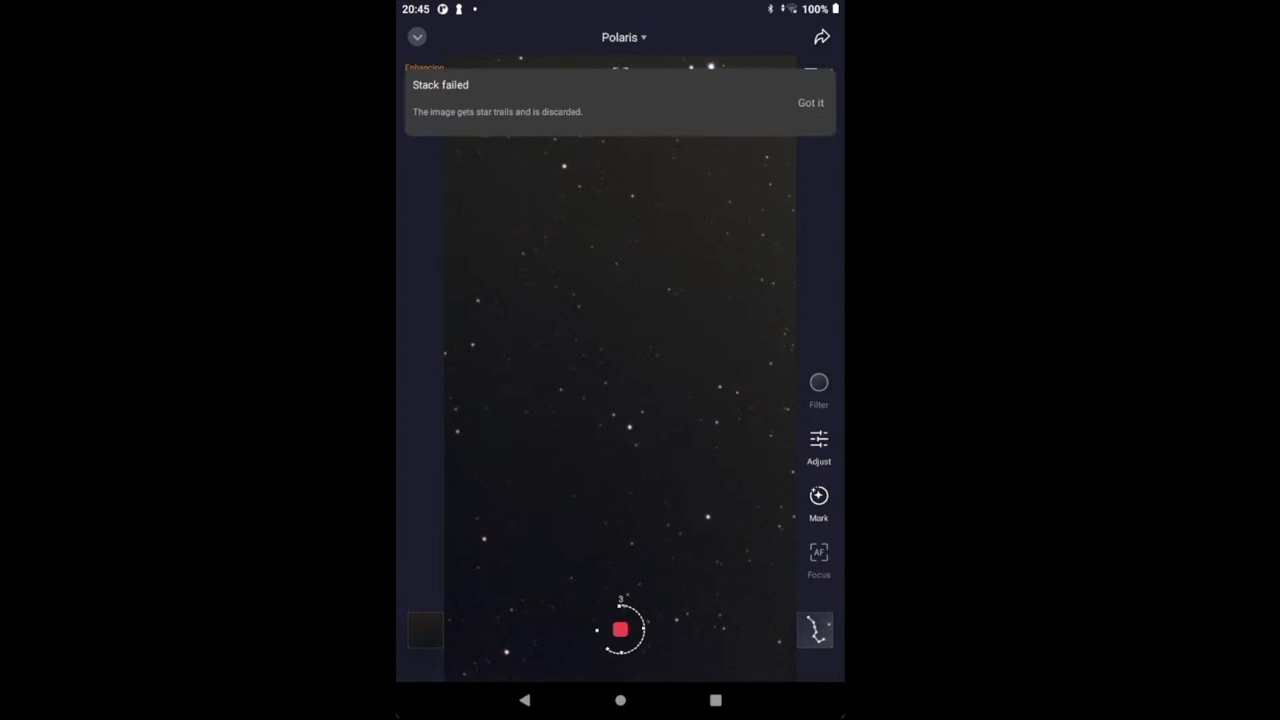 20:45
100%
Polaris
Enhancing
Stack failed
The image gets star trails and is discarded.
Got it
Filter
Adjust
Mark
AF
Focus
3